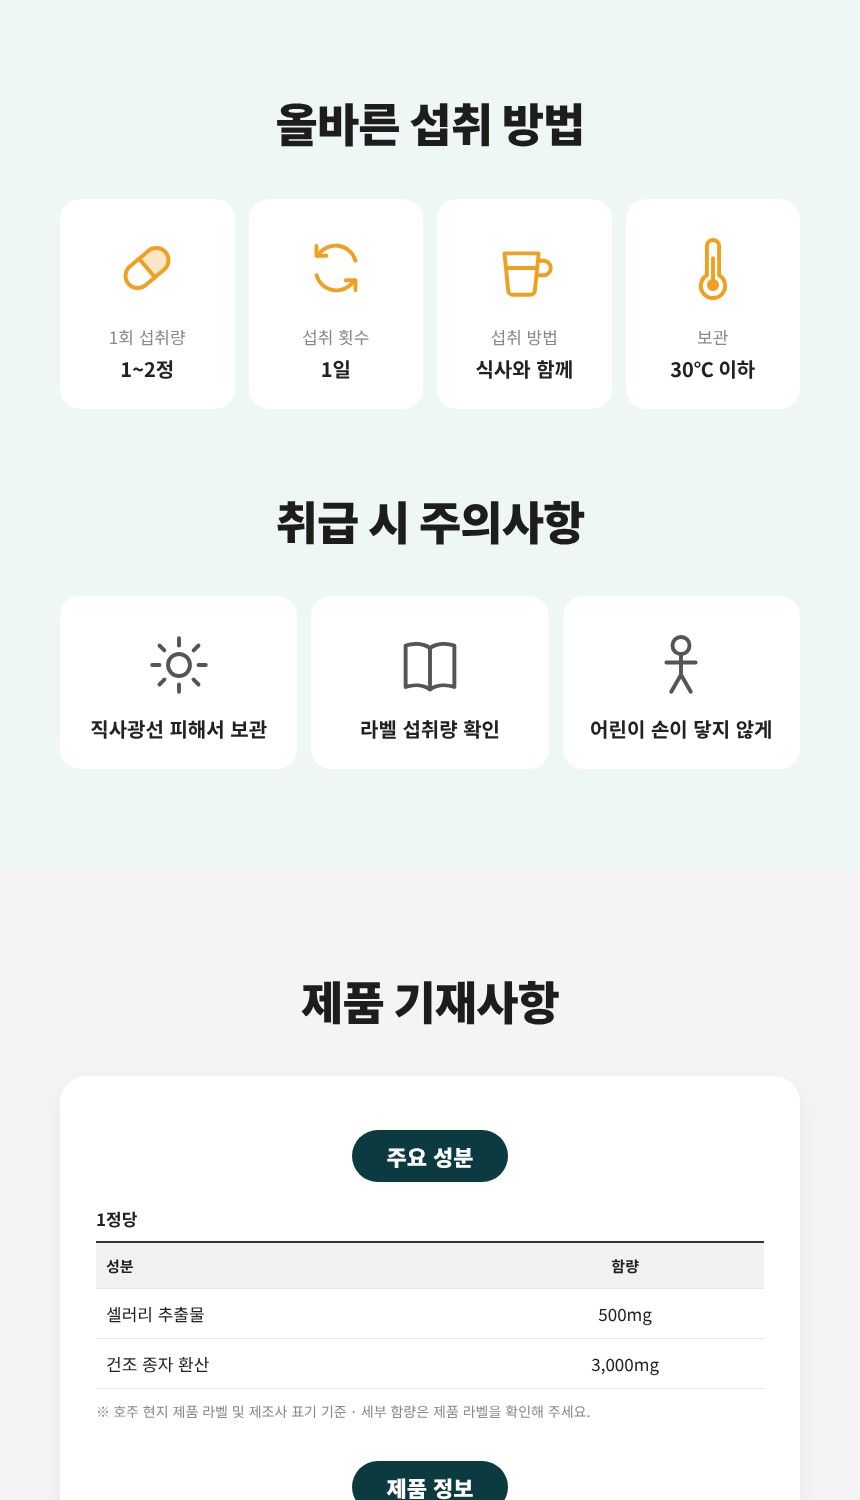 올바른 섭취 방법
1회 섭취량
1~2정
섭취 횟수
1일
섭취 방법
식사와 함께
보관
30℃ 이하
취급 시 주의사항
직사광선 피해서 보관
라벨 섭취량 확인
어린이 손이 닿지 않게
제품 기재사항
주요 성분
1정당
성분 함량
셀러리 추출물 500mg
건조 종자 환산 3,000mg
※ 호주 현지 제품 라벨 및 제조사 표기 기준 · 세부 함량은 제품 라벨을 확인해 주세요.
제품 정보